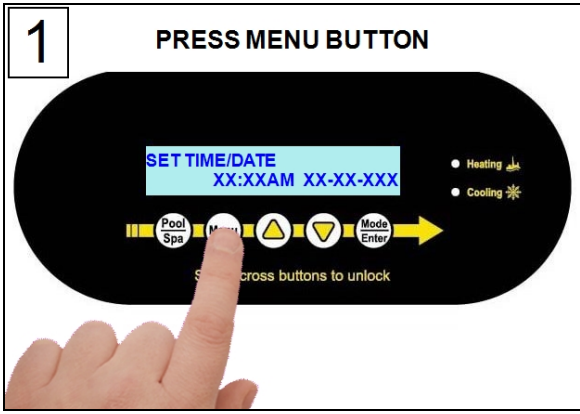 1
PRESS MENU BUTTON
SET TIME/DATE
XX:XXAM XX-XX-XXX
Heating
Cooling
Pool
Spa
Mode
Enter
cross buttons to unlock